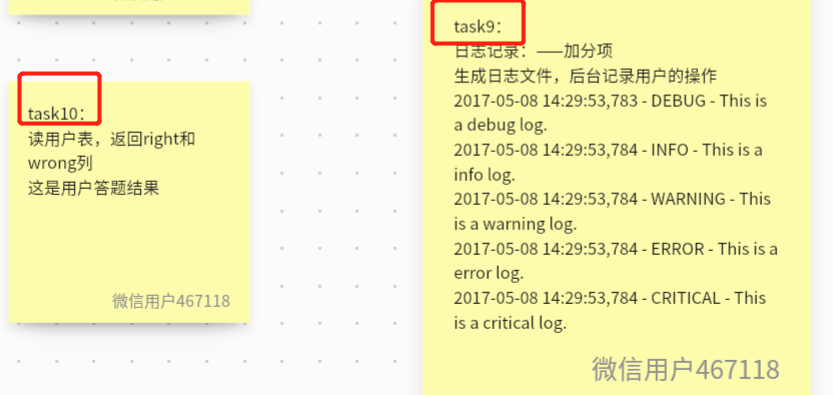 task10：
读用户表，返回right和
wrong列
这是用户答题结果
微信用户467118
task9：
日志记录：——加分项
生成日志文件，后台记录用户的操作
2017-05-08 14:29:53,783 - DEBUG - This is
a debug log.
2017-05-08 14:29:53,784 - INFO - This is a
info log.
2017-05-08 14:29:53,784 - WARNING - This
is a warning log.
2017-05-08 14:29:53,784 - ERROR - This is a
error log.
2017-05-08 14:29:53,784 - CRITICAL - This
is a critical log.
微信用户467118